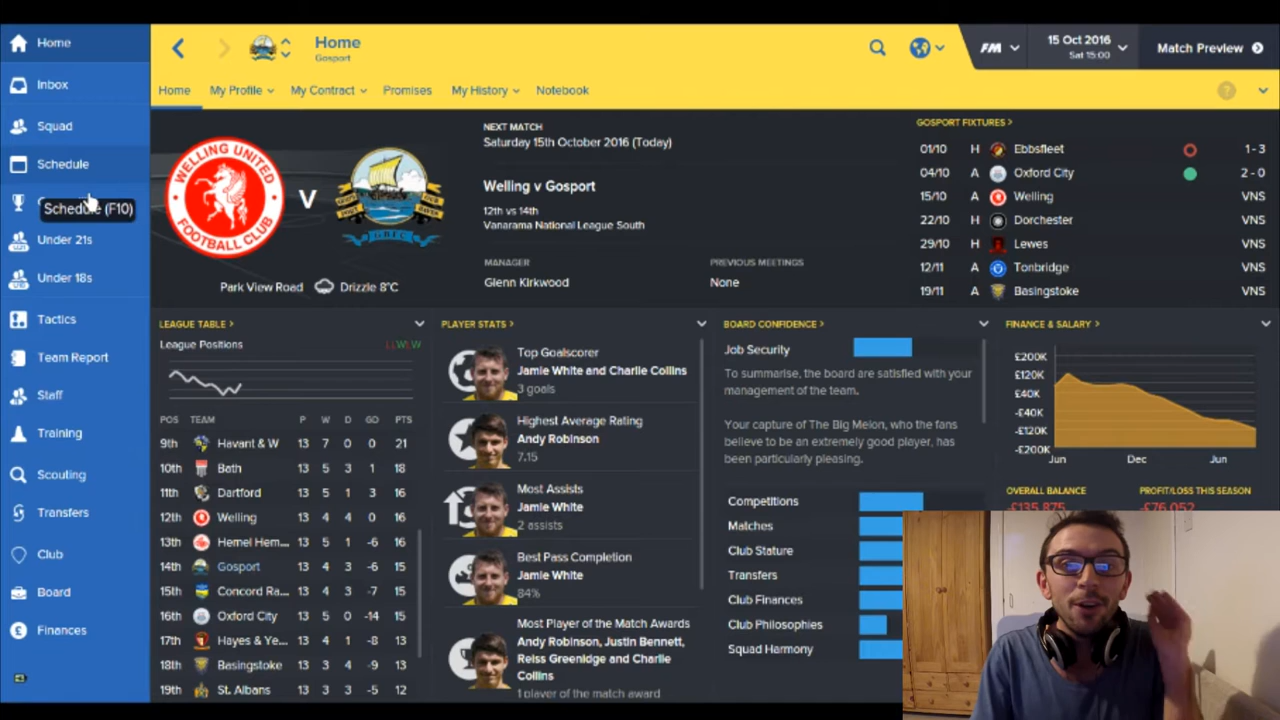 Home
Inbox
Squad
Schedule
Schedule (F10)
Under 21s
Under 18s
Tactics
Team Report
Staff
Training
Scouting
Transfers
Club
Board
Finances
Home
Gosport
FM
15 Oct 2016
Sat 15:00
Match Preview
Home
My Profile
My Contract
Promises
My History
Notebook
?
WELLING UNITED
FOOTBALL CLUB
V
G.B.F.C.
Park View Road
Drizzle 8°C
NEXT MATCH
Saturday 15th October 2016 (Today)
Welling v Gosport
12th vs 14th
Vanarama National League South
MANAGER
Glenn Kirkwood
PREVIOUS MEETINGS
None
GOSPORT FIXTURES >
01/10 H Ebbsfleet 1 - 3
04/10 A Oxford City 2 - 0
15/10 A Welling VNS
22/10 H Dorchester VNS
29/10 H Lewes VNS
12/11 A Tonbridge VNS
19/11 A Basingstoke VNS
LEAGUE TABLE >
League Positions
LLWLW
POS TEAM P W D GD PTS
9th Havant & W 13 7 0 0 21
10th Bath 13 5 3 1 18
11th Dartford 13 5 1 3 16
12th Welling 13 4 4 0 16
13th Hemel Hem... 13 5 1 -6 16
14th Gosport 13 4 3 -6 15
15th Concord Ra... 13 4 3 -7 15
16th Oxford City 13 5 0 -14 15
17th Hayes & Ye... 13 4 1 -8 13
18th Basingstoke 13 3 4 -9 13
19th St. Albans 13 3 3 -5 12
PLAYER STATS >
Top Goalscorer
Jamie White and Charlie Collins
3 goals
Highest Average Rating
Andy Robinson
7.15
Most Assists
Jamie White
2 assists
Best Pass Completion
Jamie White
84%
Most Player of the Match Awards
Andy Robinson, Justin Bennett,
Reiss Greenidge and Charlie
Collins
1 player of the match award
BOARD CONFIDENCE >
Job Security
To summarise, the board are satisfied with your
management of the team.
Your capture of The Big Melon, who the fans
believe to be an extremely good player, has
been particularly pleasing.
Competitions
Matches
Club Stature
Transfers
Club Finances
Club Philosophies
Squad Harmony
FINANCE & SALARY >
£200K
£120K
£40K
-£40K
-£120K
-£200K
Jun Dec Jun
OVERALL BALANCE
-£135,875
PROFIT/LOSS THIS SEASON
-£76,052